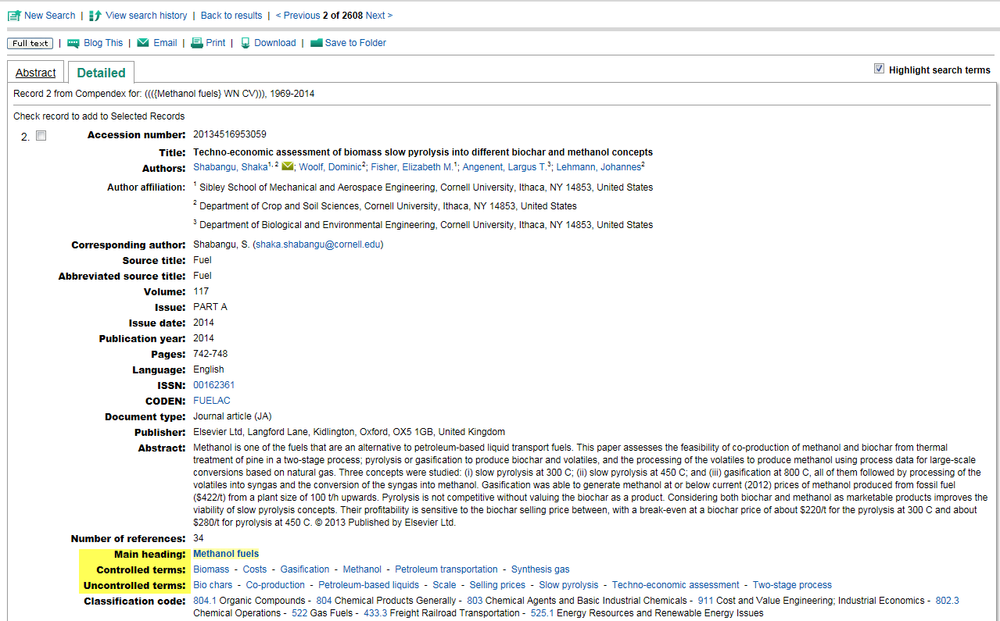 New Search | View search history | Back to results | < Previous 2 of 2608 Next >
Full text | Blog This | Email | Print | Download | Save to Folder
Abstract Detailed Highlight search terms
Record 2 from Compendex for: ((({Methanol fuels} WN CV))), 1969-2014
Check record to add to Selected Records
2. Accession number: 20134516953059
Title: Techno-economic assessment of biomass slow pyrolysis into different biochar and methanol concepts
Authors: Shabangu, Shaka1, 2 ; Woolf, Dominic2; Fisher, Elizabeth M.1; Angenent, Largus T.3; Lehmann, Johannes2
Author affiliation: 1 Sibley School of Mechanical and Aerospace Engineering, Cornell University, Ithaca, NY 14853, United States
2 Department of Crop and Soil Sciences, Cornell University, Ithaca, NY 14853, United States
3 Department of Biological and Environmental Engineering, Cornell University, Ithaca, NY 14853, United States
Corresponding author: Shabangu, S. (shaka.shabangu@cornell.edu)
Source title: Fuel
Abbreviated source title: Fuel
Volume: 117
Issue: PART A
Issue date: 2014
Publication year: 2014
Pages: 742-748
Language: English
ISSN: 00162361
CODEN: FUELAC
Document type: Journal article (JA)
Publisher: Elsevier Ltd, Langford Lane, Kidlington, Oxford, OX5 1GB, United Kingdom
Abstract: Methanol is one of the fuels that are an alternative to petroleum-based liquid transport fuels. This paper assesses the feasibility of co-production of methanol and biochar from thermal
treatment of pine in a two-stage process; pyrolysis or gasification to produce biochar and volatiles, and the processing of the volatiles to produce methanol using process data for large-scale
conversions based on natural gas. Three concepts were studied: (i) slow pyrolysis at 300 C; (ii) slow pyrolysis at 450 C; and (iii) gasification at 800 C, all of them followed by processing of the
volatiles into syngas and the conversion of the syngas into methanol. Gasification was able to generate methanol at or below current (2012) prices of methanol produced from fossil fuel
($422/t) from a plant size of 100 t/h upwards. Pyrolysis is not competitive without valuing the biochar as a product. Considering both biochar and methanol as marketable products improves the
viability of slow pyrolysis concepts. Their profitability is sensitive to the biochar selling price between, with a break-even at a biochar price of about $220/t for the pyrolysis at 300 C and about
$280/t for pyrolysis at 450 C. © 2013 Published by Elsevier Ltd.
Number of references: 34
Main heading: Methanol fuels
Controlled terms: Biomass - Costs - Gasification - Methanol - Petroleum transportation - Synthesis gas
Uncontrolled terms: Bio chars - Co-production - Petroleum-based liquids - Scale - Selling prices - Slow pyrolysis - Techno-economic assessment - Two-stage process
Classification code: 804.1 Organic Compounds - 804 Chemical Products Generally - 803 Chemical Agents and Basic Industrial Chemicals - 911 Cost and Value Engineering; Industrial Economics - 802.3
Chemical Operations - 522 Gas Fuels - 433.3 Freight Railroad Transportation - 525.1 Energy Resources and Renewable Energy Issues